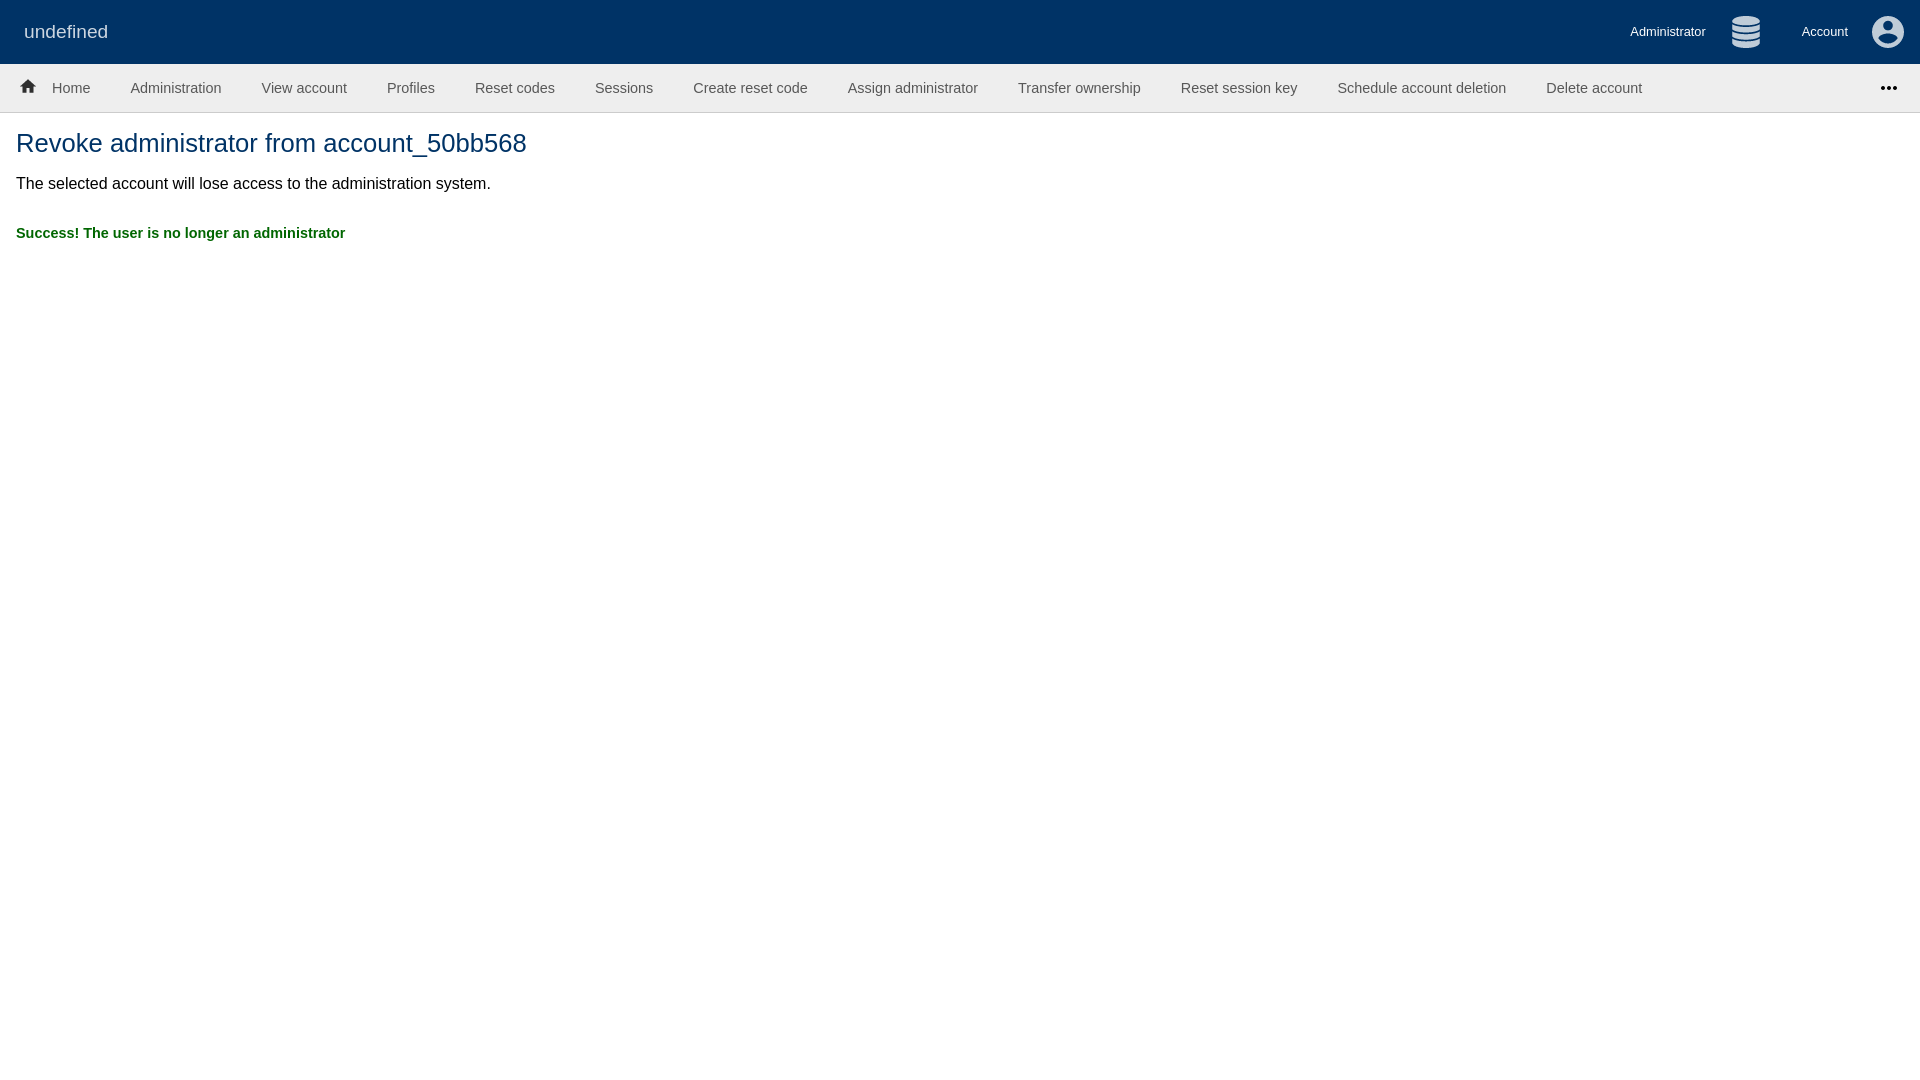 undefined
Administrator
Account
Home
Administration
View account
Profiles
Reset codes
Sessions
Create reset code
Assign administrator
Transfer ownership
Reset session key
Schedule account deletion
Delete account
Revoke administrator from account_50bb568
The selected account will lose access to the administration system.
Success! The user is no longer an administrator